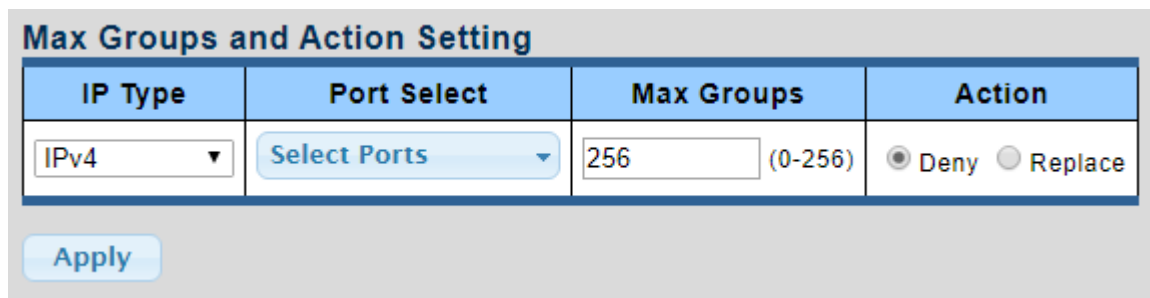 Max Groups and Action Setting
IP Type Port Select Max Groups Action
IPv4 Select Ports 256 (0-256) Deny Replace
Apply